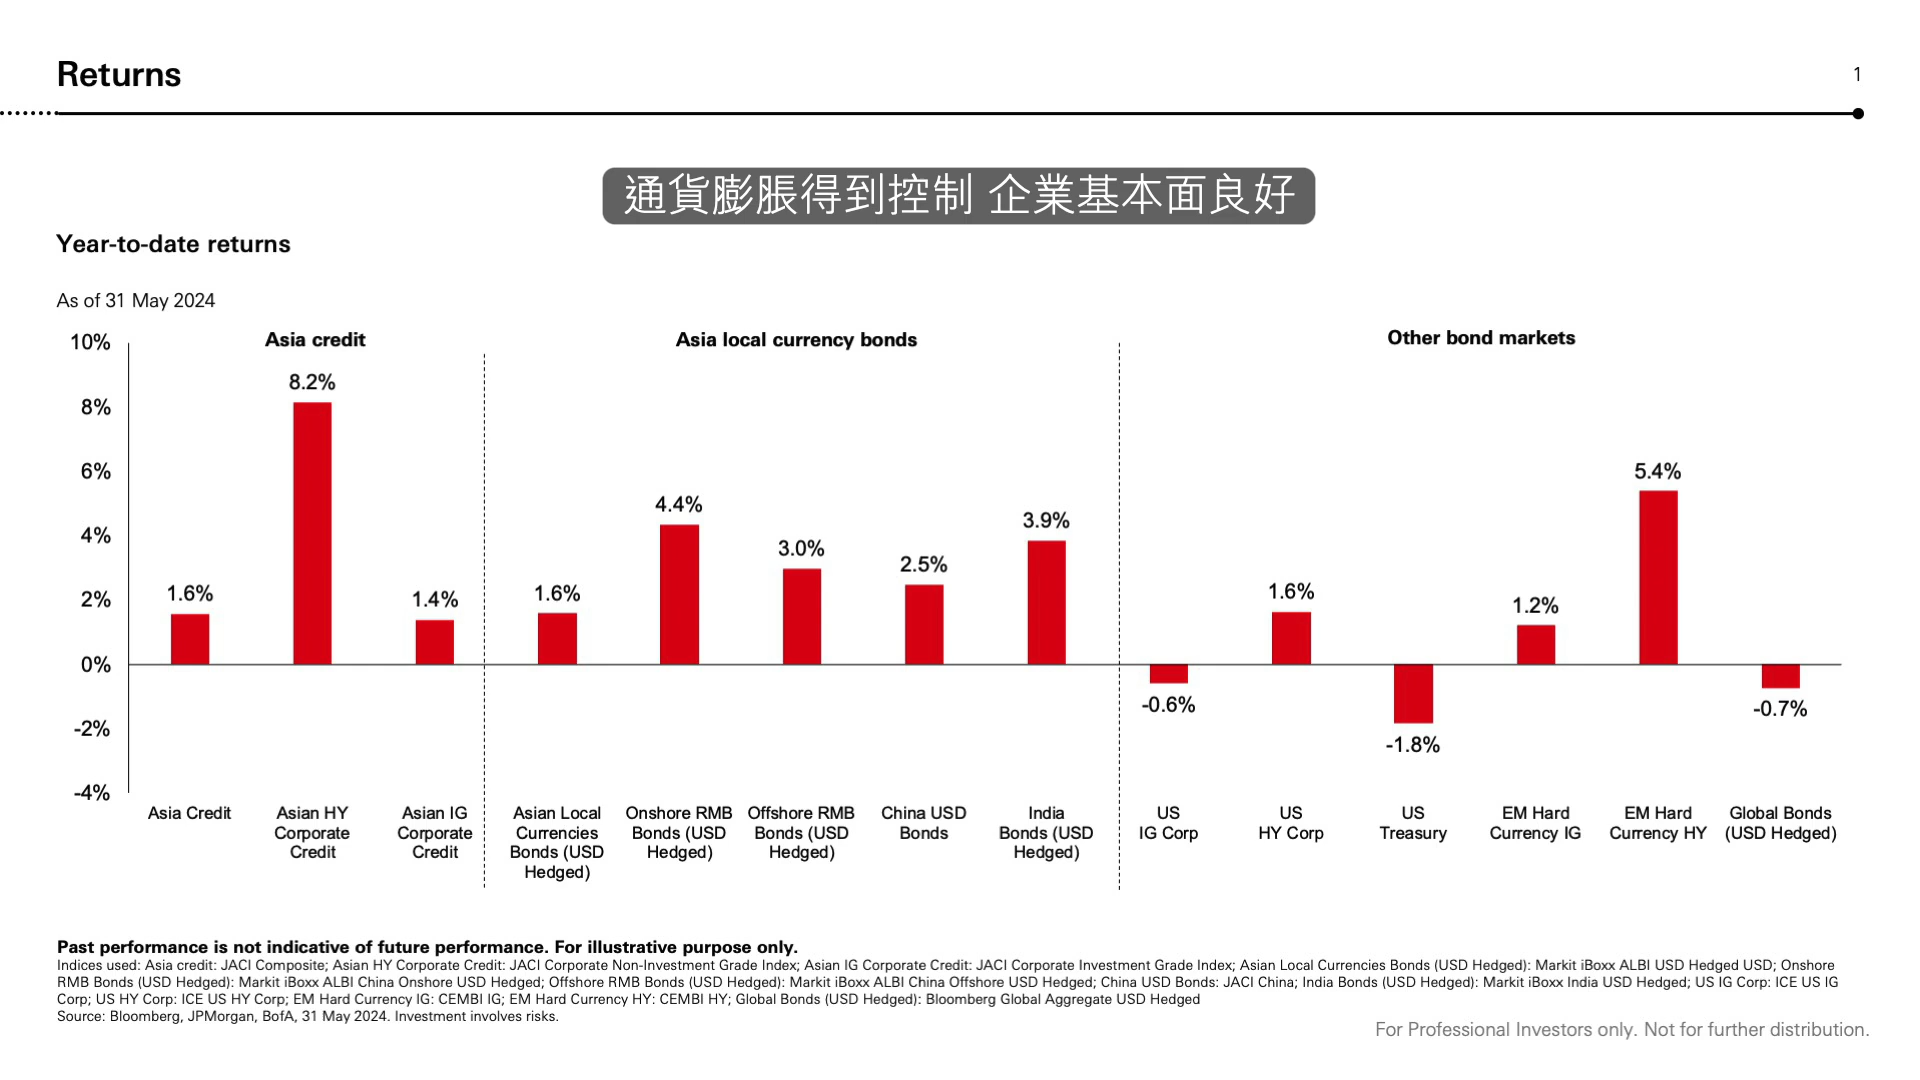 Returns
1
通貨膨脹得到控制 企業基本面良好
Year-to-date returns
As of 31 May 2024
Asia credit
Asia local currency bonds
Other bond markets
10%
8%
6%
4%
2%
0%
-2%
-4%
1.6%
8.2%
1.4%
1.6%
4.4%
3.0%
2.5%
3.9%
-0.6%
1.6%
-1.8%
1.2%
5.4%
-0.7%
Asia Credit
Asian HY
Corporate
Credit
Asian IG
Corporate
Credit
Asian Local
Currencies
Bonds (USD
Hedged)
Onshore RMB
Bonds (USD
Hedged)
Offshore RMB
Bonds (USD
Hedged)
China USD
Bonds
India
Bonds (USD
Hedged)
US
IG Corp
US
HY Corp
US
Treasury
EM Hard
Currency IG
EM Hard
Currency HY
Global Bonds
(USD Hedged)
Past performance is not indicative of future performance. For illustrative purpose only.
Indices used: Asia credit: JACI Composite; Asian HY Corporate Credit: JACI Corporate Non-Investment Grade Index; Asian IG Corporate Credit: JACI Corporate Investment Grade Index; Asian Local Currencies Bonds (USD Hedged): Markit iBoxx ALBI USD Hedged USD; Onshore
RMB Bonds (USD Hedged): Markit iBoxx ALBI China Onshore USD Hedged; Offshore RMB Bonds (USD Hedged): Markit iBoxx ALBI China Offshore USD Hedged; China USD Bonds: JACI China; India Bonds (USD Hedged): Markit iBoxx India USD Hedged; US IG Corp: ICE US IG
Corp; US HY Corp: ICE US HY Corp; EM Hard Currency IG: CEMBI IG; EM Hard Currency HY: CEMBI HY; Global Bonds (USD Hedged): Bloomberg Global Aggregate USD Hedged
Source: Bloomberg, JPMorgan, BofA, 31 May 2024. Investment involves risks.
For Professional Investors only. Not for further distribution.